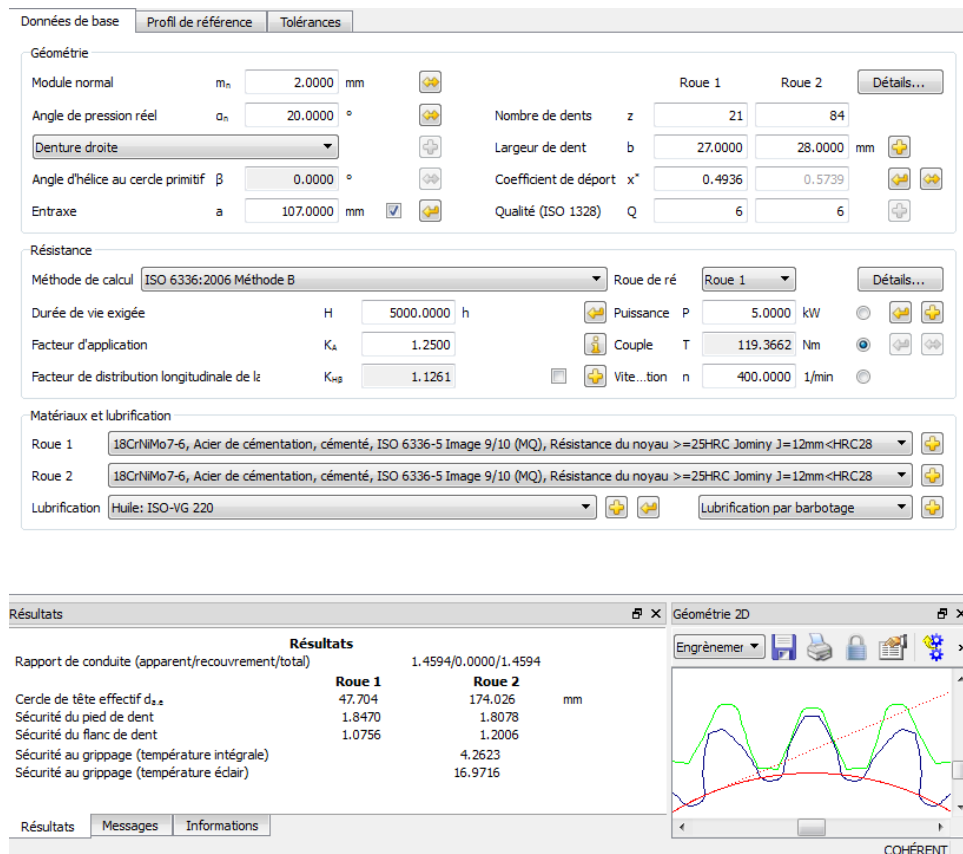 Données de base Profil de référence Tolérances
Géométrie
Module normal mₙ 2.0000 mm Roue 1 Roue 2 Détails...
Angle de pression réel αₙ 20.0000 ° Nombre de dents z 21 84
Denture droite Largeur de dent b 27.0000 28.0000 mm
Angle d'hélice au cercle primitif β 0.0000 ° Coefficient de déport x* 0.4936 0.5739
Entraxe a 107.0000 mm Qualité (ISO 1328) Q 6 6
Résistance
Méthode de calcul ISO 6336:2006 Méthode B Roue de ré Roue 1 Détails...
Durée de vie exigée H 5000.0000 h Puissance P 5.0000 kW
Facteur d'application KA 1.2500 Couple T 119.3662 Nm
Facteur de distribution longitudinale de la KHβ 1.1261 Vite...tion n 400.0000 1/min
Matériaux et lubrification
Roue 1 18CrNiMo7-6, Acier de cémentation, cémenté, ISO 6336-5 Image 9/10 (MQ), Résistance du noyau >=25HRC Jominy J=12mm<HRC28
Roue 2 18CrNiMo7-6, Acier de cémentation, cémenté, ISO 6336-5 Image 9/10 (MQ), Résistance du noyau >=25HRC Jominy J=12mm<HRC28
Lubrification Huile: ISO-VG 220 Lubrification par barbotage
Résultats Géométrie 2D
Résultats
Engrènemer
Rapport de conduite (apparent/recouvrement/total) 1.4594/0.0000/1.4594
Roue 1 Roue 2
Cercle de tête effectif da.e 47.704 174.026 mm
Sécurité du pied de dent 1.8470 1.8078
Sécurité du flanc de dent 1.0756 1.2006
Sécurité au grippage (température intégrale) 4.2623
Sécurité au grippage (température éclair) 16.9716
Résultats Messages Informations
COHÉRENT